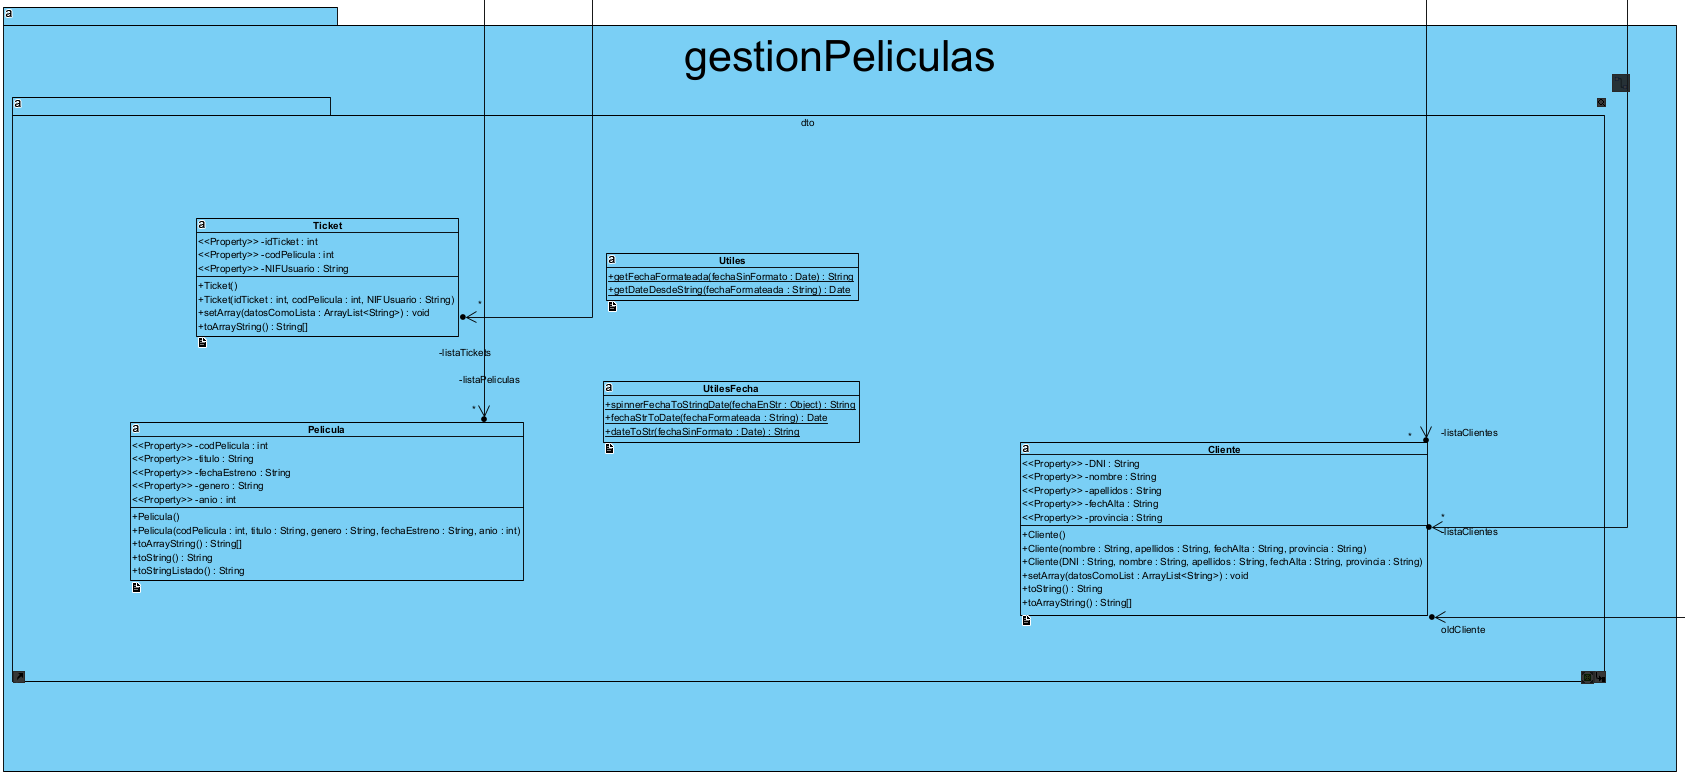 a
gestionPeliculas
a
dto
a
Ticket
<<Property>> -idTicket : int
<<Property>> -codPelicula : int
<<Property>> -NIFUsuario : String
+Ticket()
+Ticket(idTicket : int, codPelicula : int, NIFUsuario : String)
+setArray(datosComoLista : ArrayList<String>) : void
+toArrayString() : String[]
*
-listaTickets
-listaPeliculas
*
a
Utiles
+getFechaFormateada(fechaSinFormato : Date) : String
+getDateDesdeString(fechaFormateada : String) : Date
a
UtilesFecha
+spinnerFechaToStringDate(fechaEnStr : Object) : String
+fechaStrToDate(fechaFormateada : String) : Date
+dateToStr(fechaSinFormato : Date) : String
a
Pelicula
<<Property>> -codPelicula : int
<<Property>> -titulo : String
<<Property>> -fechaEstreno : String
<<Property>> -genero : String
<<Property>> -anio : int
+Pelicula()
+Pelicula(codPelicula : int, titulo : String, genero : String, fechaEstreno : String, anio : int)
+toArrayString() : String[]
+toString() : String
+toStringListado() : String
*
-listaClientes
a
Cliente
<<Property>> -DNI : String
<<Property>> -nombre : String
<<Property>> -apellidos : String
<<Property>> -fechAlta : String
<<Property>> -provincia : String
+Cliente()
+Cliente(nombre : String, apellidos : String, fechAlta : String, provincia : String)
+Cliente(DNI : String, nombre : String, apellidos : String, fechAlta : String, provincia : String)
+setArray(datosComoList : ArrayList<String>) : void
+toString() : String
+toArrayString() : String[]
*
-listaClientes
oldCliente